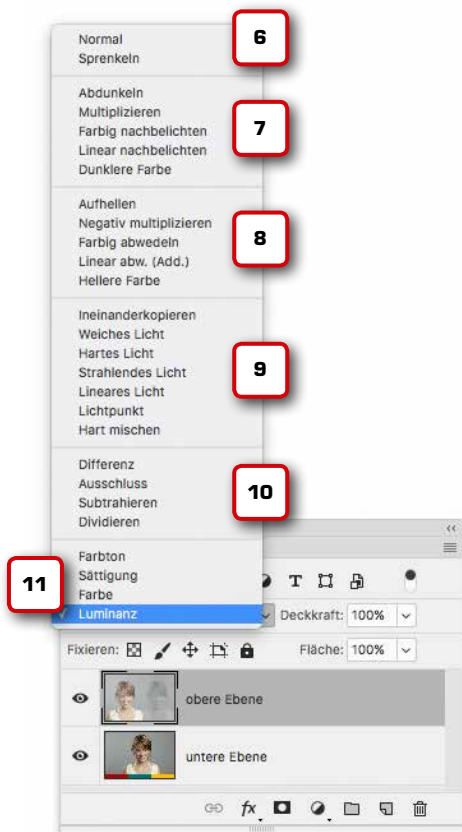 Normal
Sprenkeln
6
Abdunkeln
Multiplizieren
Farbig nachbelichten
Linear nachbelichten
Dunklere Farbe
7
Aufhellen
Negativ multiplizieren
Farbig abwedeln
Linear abw. (Add.)
Hellere Farbe
8
Ineinanderkopieren
Weiches Licht
Hartes Licht
Strahlendes Licht
Lineares Licht
Lichtpunkt
Hart mischen
9
Differenz
Ausschluss
Subtrahieren
Dividieren
10
Farbton
Sättigung
Farbe
Luminanz
11
Deckkraft: 100%
Fixieren: Fläche: 100%
obere Ebene
untere Ebene
fx